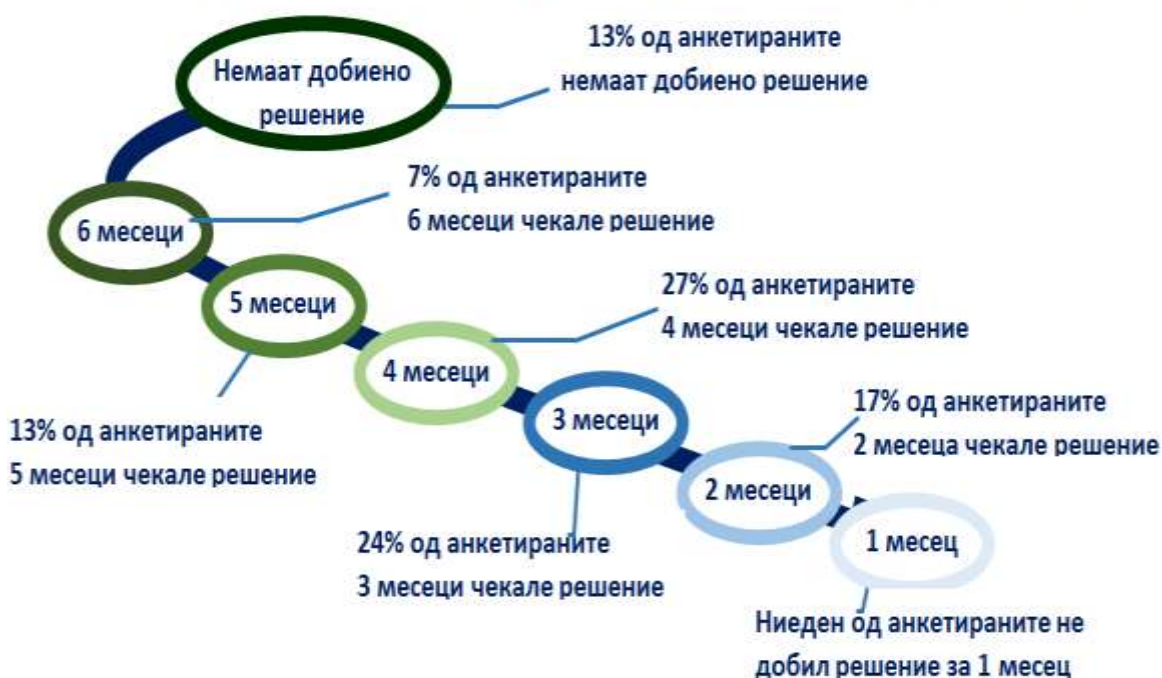 Немаат добиено
решение
13% од анкетираните
немаат добиено решение
7% од анкетираните
6 месеци чекале решение
6 месеци
5 месеци
27% од анкетираните
4 месеци чекале решение
4 месеци
13% од анкетираните
5 месеци чекале решение
3 месеци
17% од анкетираните
2 месеца чекале решение
2 месеци
24% од анкетираните
3 месеци чекале решение
1 месец
Ниеден од анкетираните не
добил решение за 1 месец